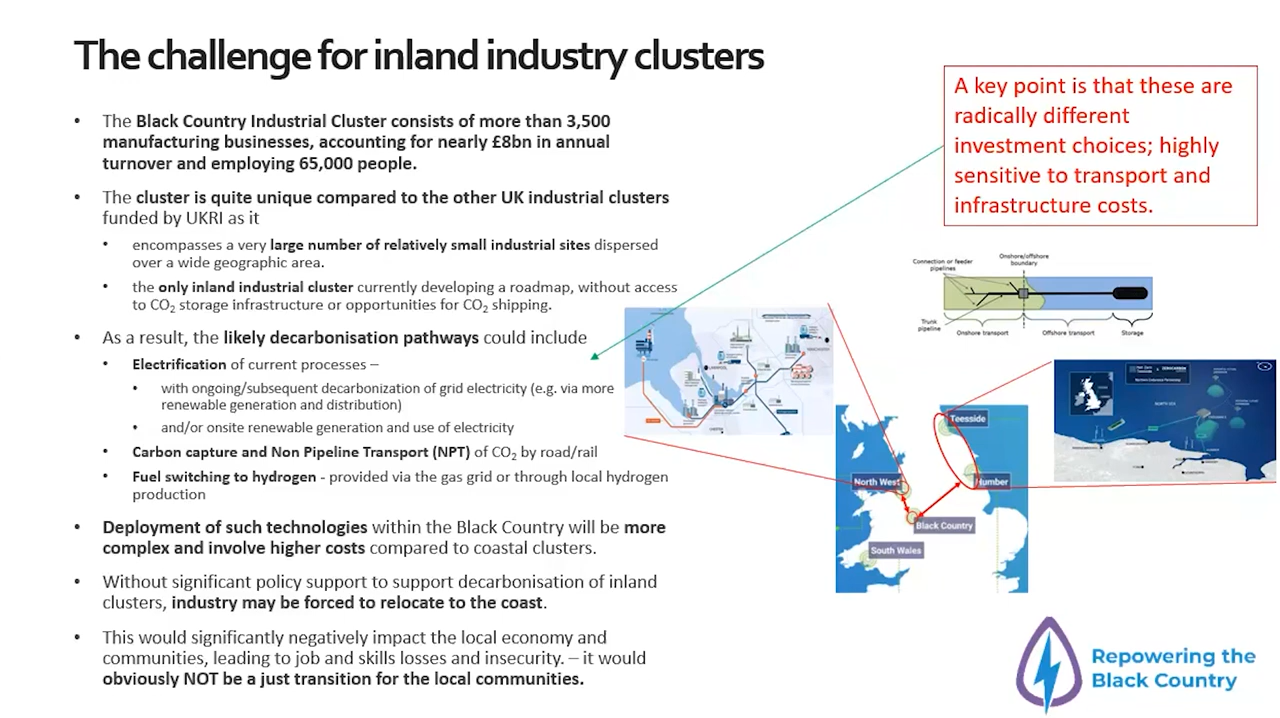 The challenge for inland industry clusters
• The Black Country Industrial Cluster consists of more than 3,500
manufacturing businesses, accounting for nearly £8bn in annual
turnover and employing 65,000 people.
• The cluster is quite unique compared to the other UK industrial clusters
funded by UKRI as it
• encompasses a very large number of relatively small industrial sites dispersed
over a wide geographic area.
• the only inland industrial cluster currently developing a roadmap, without access
to CO₂ storage infrastructure or opportunities for CO₂ shipping.
• As a result, the likely decarbonisation pathways could include
• Electrification of current processes –
• with ongoing/subsequent decarbonization of grid electricity (e.g. via more
renewable generation and distribution)
• and/or onsite renewable generation and use of electricity
• Carbon capture and Non Pipeline Transport (NPT) of CO₂ by road/rail
• Fuel switching to hydrogen - provided via the gas grid or through local hydrogen
production
• Deployment of such technologies within the Black Country will be more
complex and involve higher costs compared to coastal clusters.
• Without significant policy support to support decarbonisation of inland
clusters, industry may be forced to relocate to the coast.
• This would significantly negatively impact the local economy and
communities, leading to job and skills losses and insecurity. – it would
obviously NOT be a just transition for the local communities.
A key point is that these are
radically different
investment choices; highly
sensitive to transport and
infrastructure costs.
Connection or feeder
pipelines
Onshore/offshore
boundary
Trunk
pipeline
Onshore transport
Offshore transport
Storage
Teesside
North West
Humber
Black Country
South Wales
NORTH SEA
Repowering the
Black Country